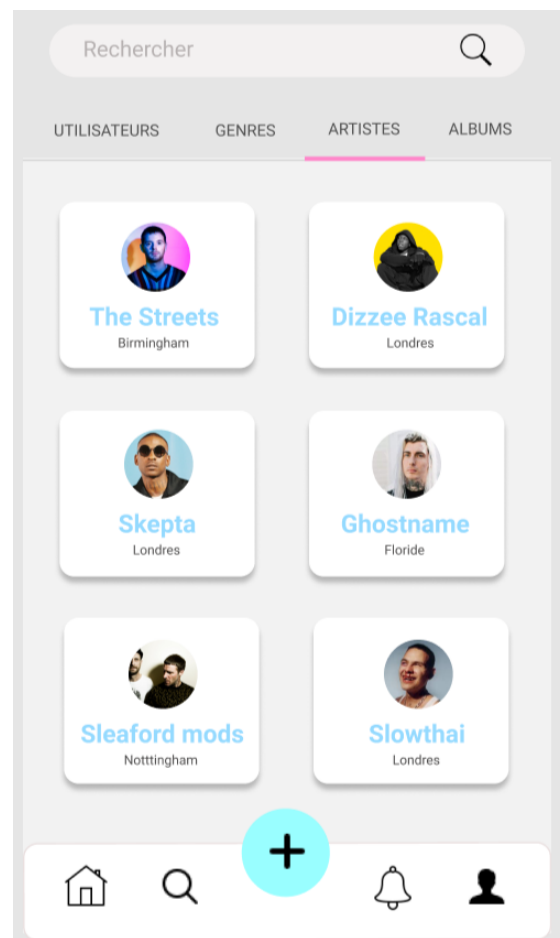 Rechercher
UTILISATEURS GENRES ARTISTES ALBUMS
The Streets
Birmingham
Dizzee Rascal
Londres
Skepta
Londres
Ghostname
Floride
Sleaford mods
Notttingham
Slowthai
Londres